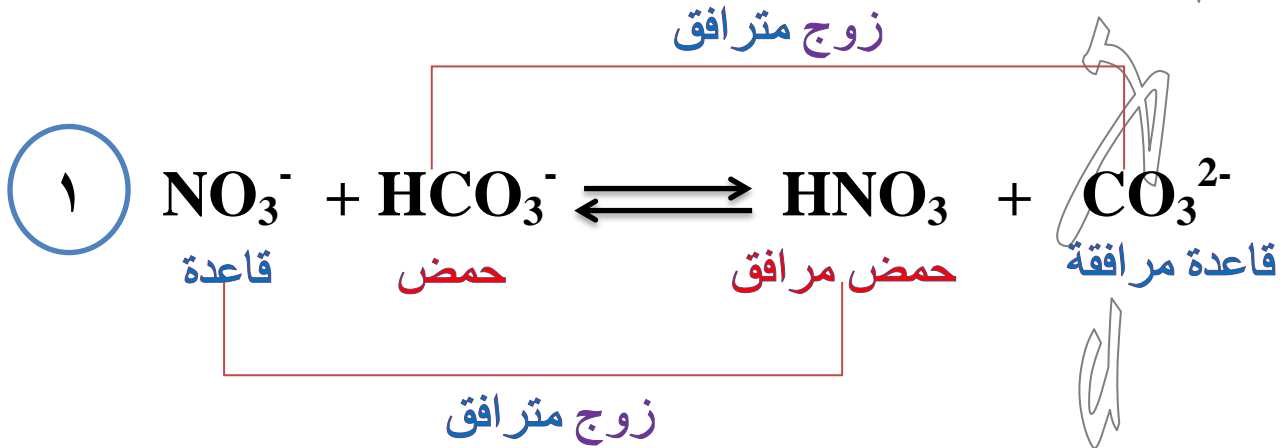 زوج مترافق
١ NO₃⁻ + HCO₃⁻ ⇌ HNO₃ + CO₃²⁻
قاعدة حمض حمض مرافق قاعدة مرافقة
زوج مترافق